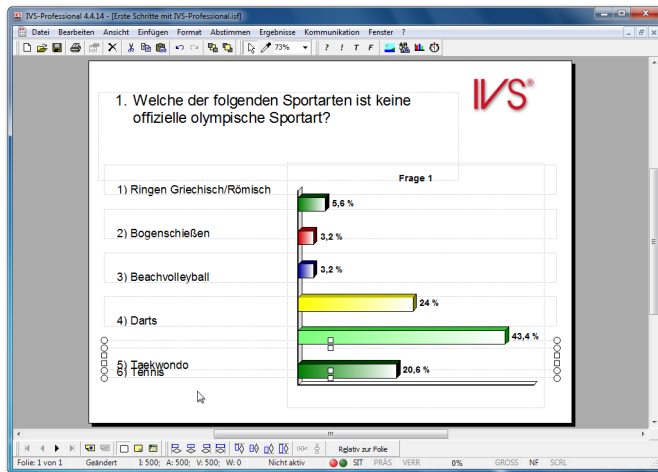 IVS-Professional 4.4.14 - [Erste Schritte mit IVS-Professional.isf]
Datei Bearbeiten Ansicht Einfügen Format Abstimmen Ergebnisse Kommunikation Fenster ?
73% ? ! T F
1. Welche der folgenden Sportarten ist keine
offizielle olympische Sportart?
IVS®
Frage 1
1) Ringen Griechisch/Römisch
5,6 %
2) Bogenschießen
3,2 %
3) Beachvolleyball
3,2 %
24 %
4) Darts
43,4 %
5) Taekwondo
6) Tennis
20,6 %
Relativ zur Folie
Folie: 1 von 1 Geändert I: 500; A: 500; V: 500; W: 0 Nicht aktiv SIT PRÄS VERR 0% GROSS NF SCRL